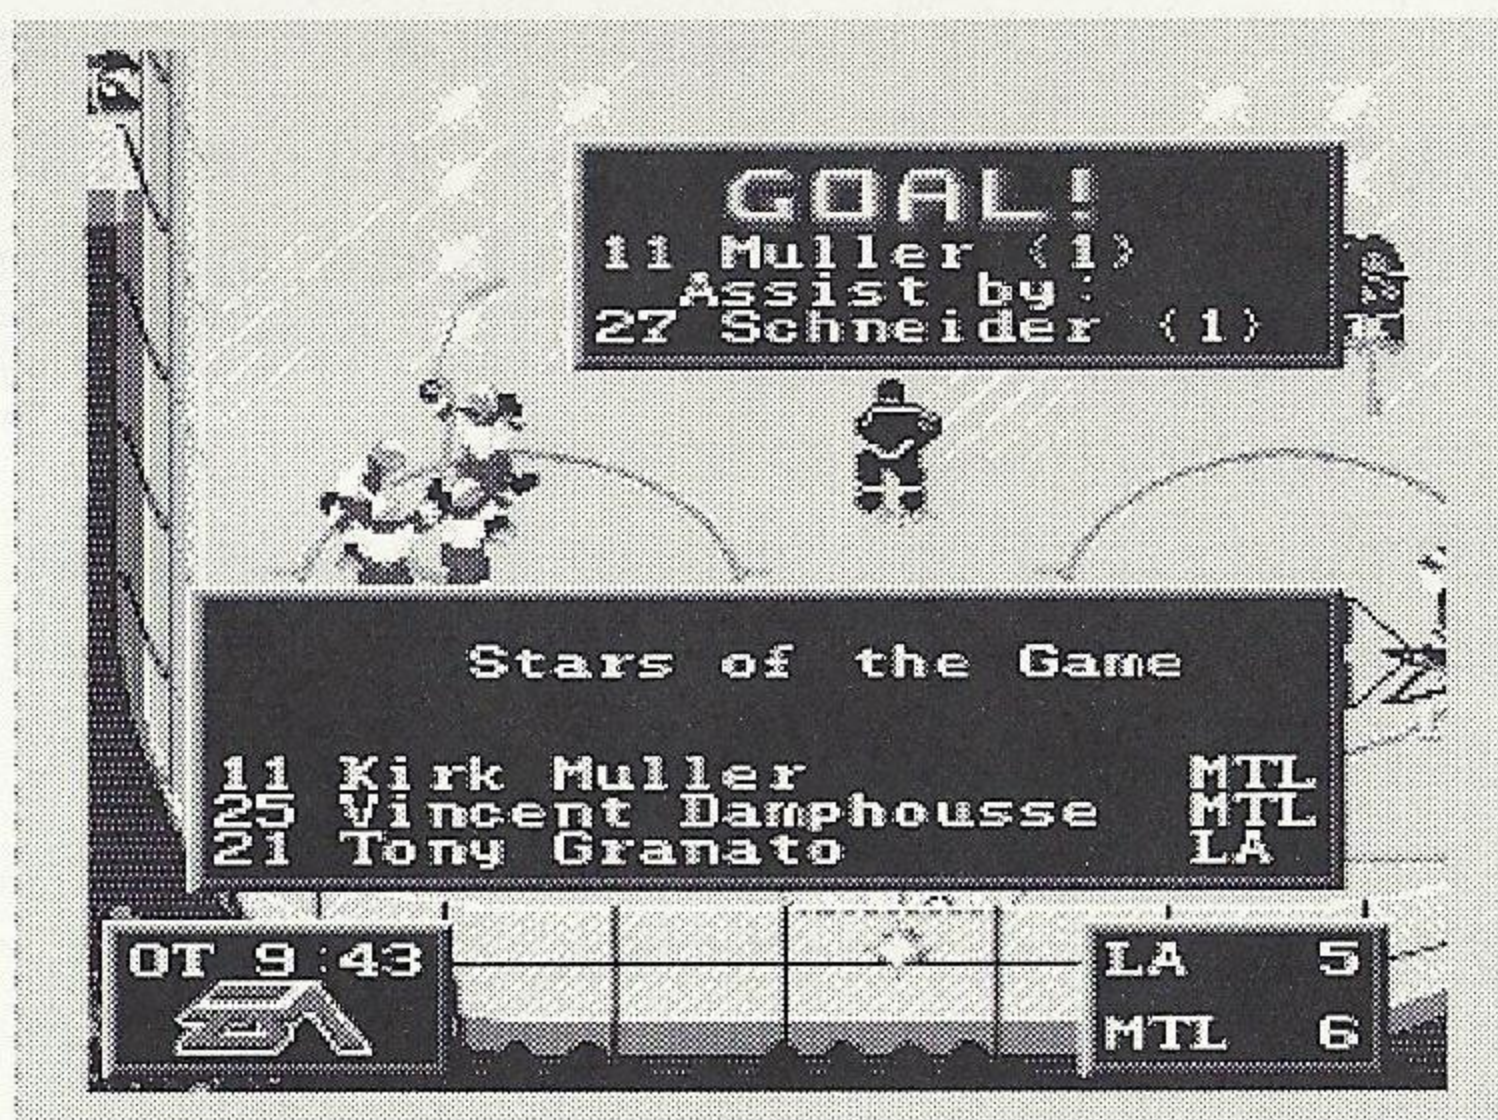 GOAL!
11 Muller (1)
Assist by:
27 Schneider (1)
Stars of the Game
11 Kirk Muller MTL
25 Vincent Damphousse MTL
21 Tony Granato LA
OT 9:43
EA
LA 5
MTL 6